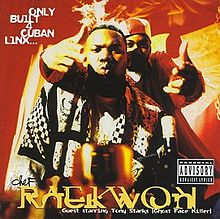 ONLY
BUILT
4
CUBAN
LINX...
PARENTAL
ADVISORY
EXPLICIT LYRICS
Chef
RAEKWON
Guest starring Tony Starks (Ghost Face Killer)